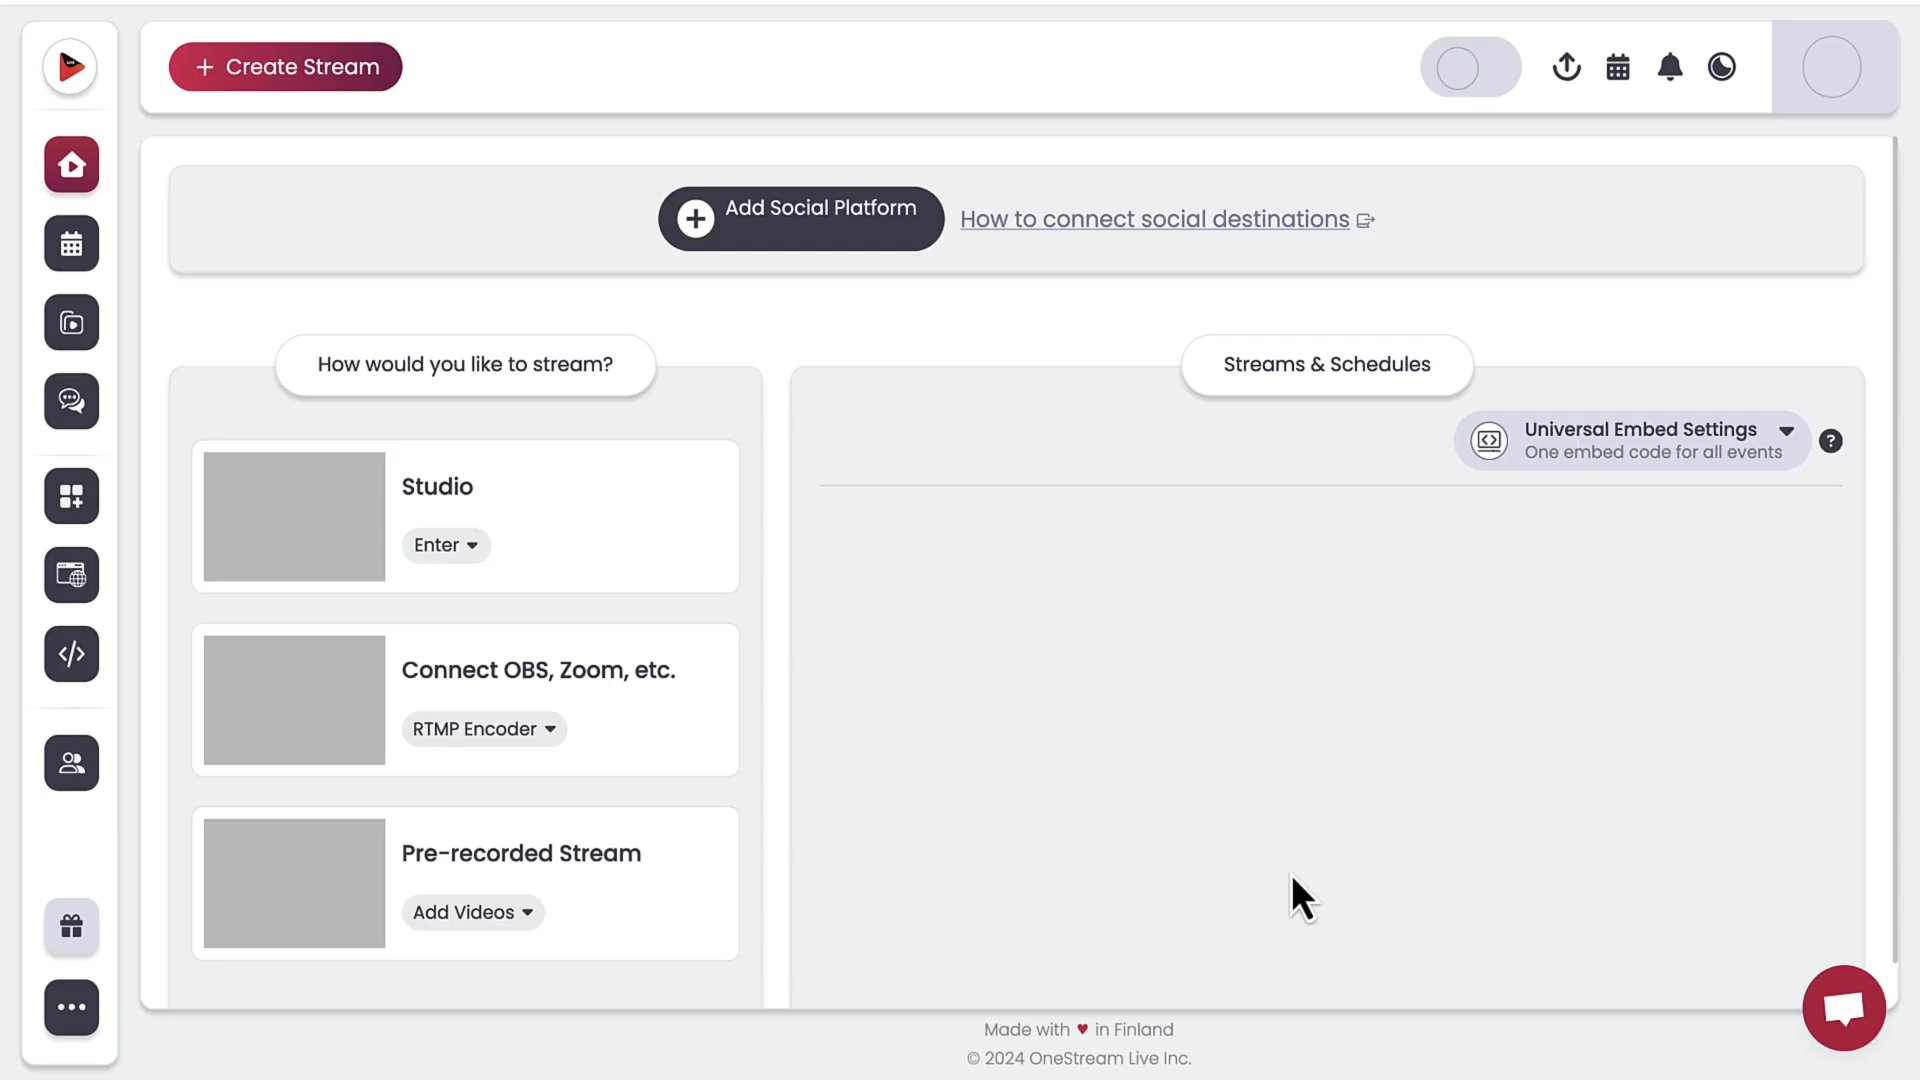 + Create Stream
Add Social Platform
How to connect social destinations
How would you like to stream?
Streams & Schedules
Universal Embed Settings
One embed code for all events
?
Studio
Enter
Connect OBS, Zoom, etc.
RTMP Encoder
Pre-recorded Stream
Add Videos
Made with ♥ in Finland
© 2024 OneStream Live Inc.